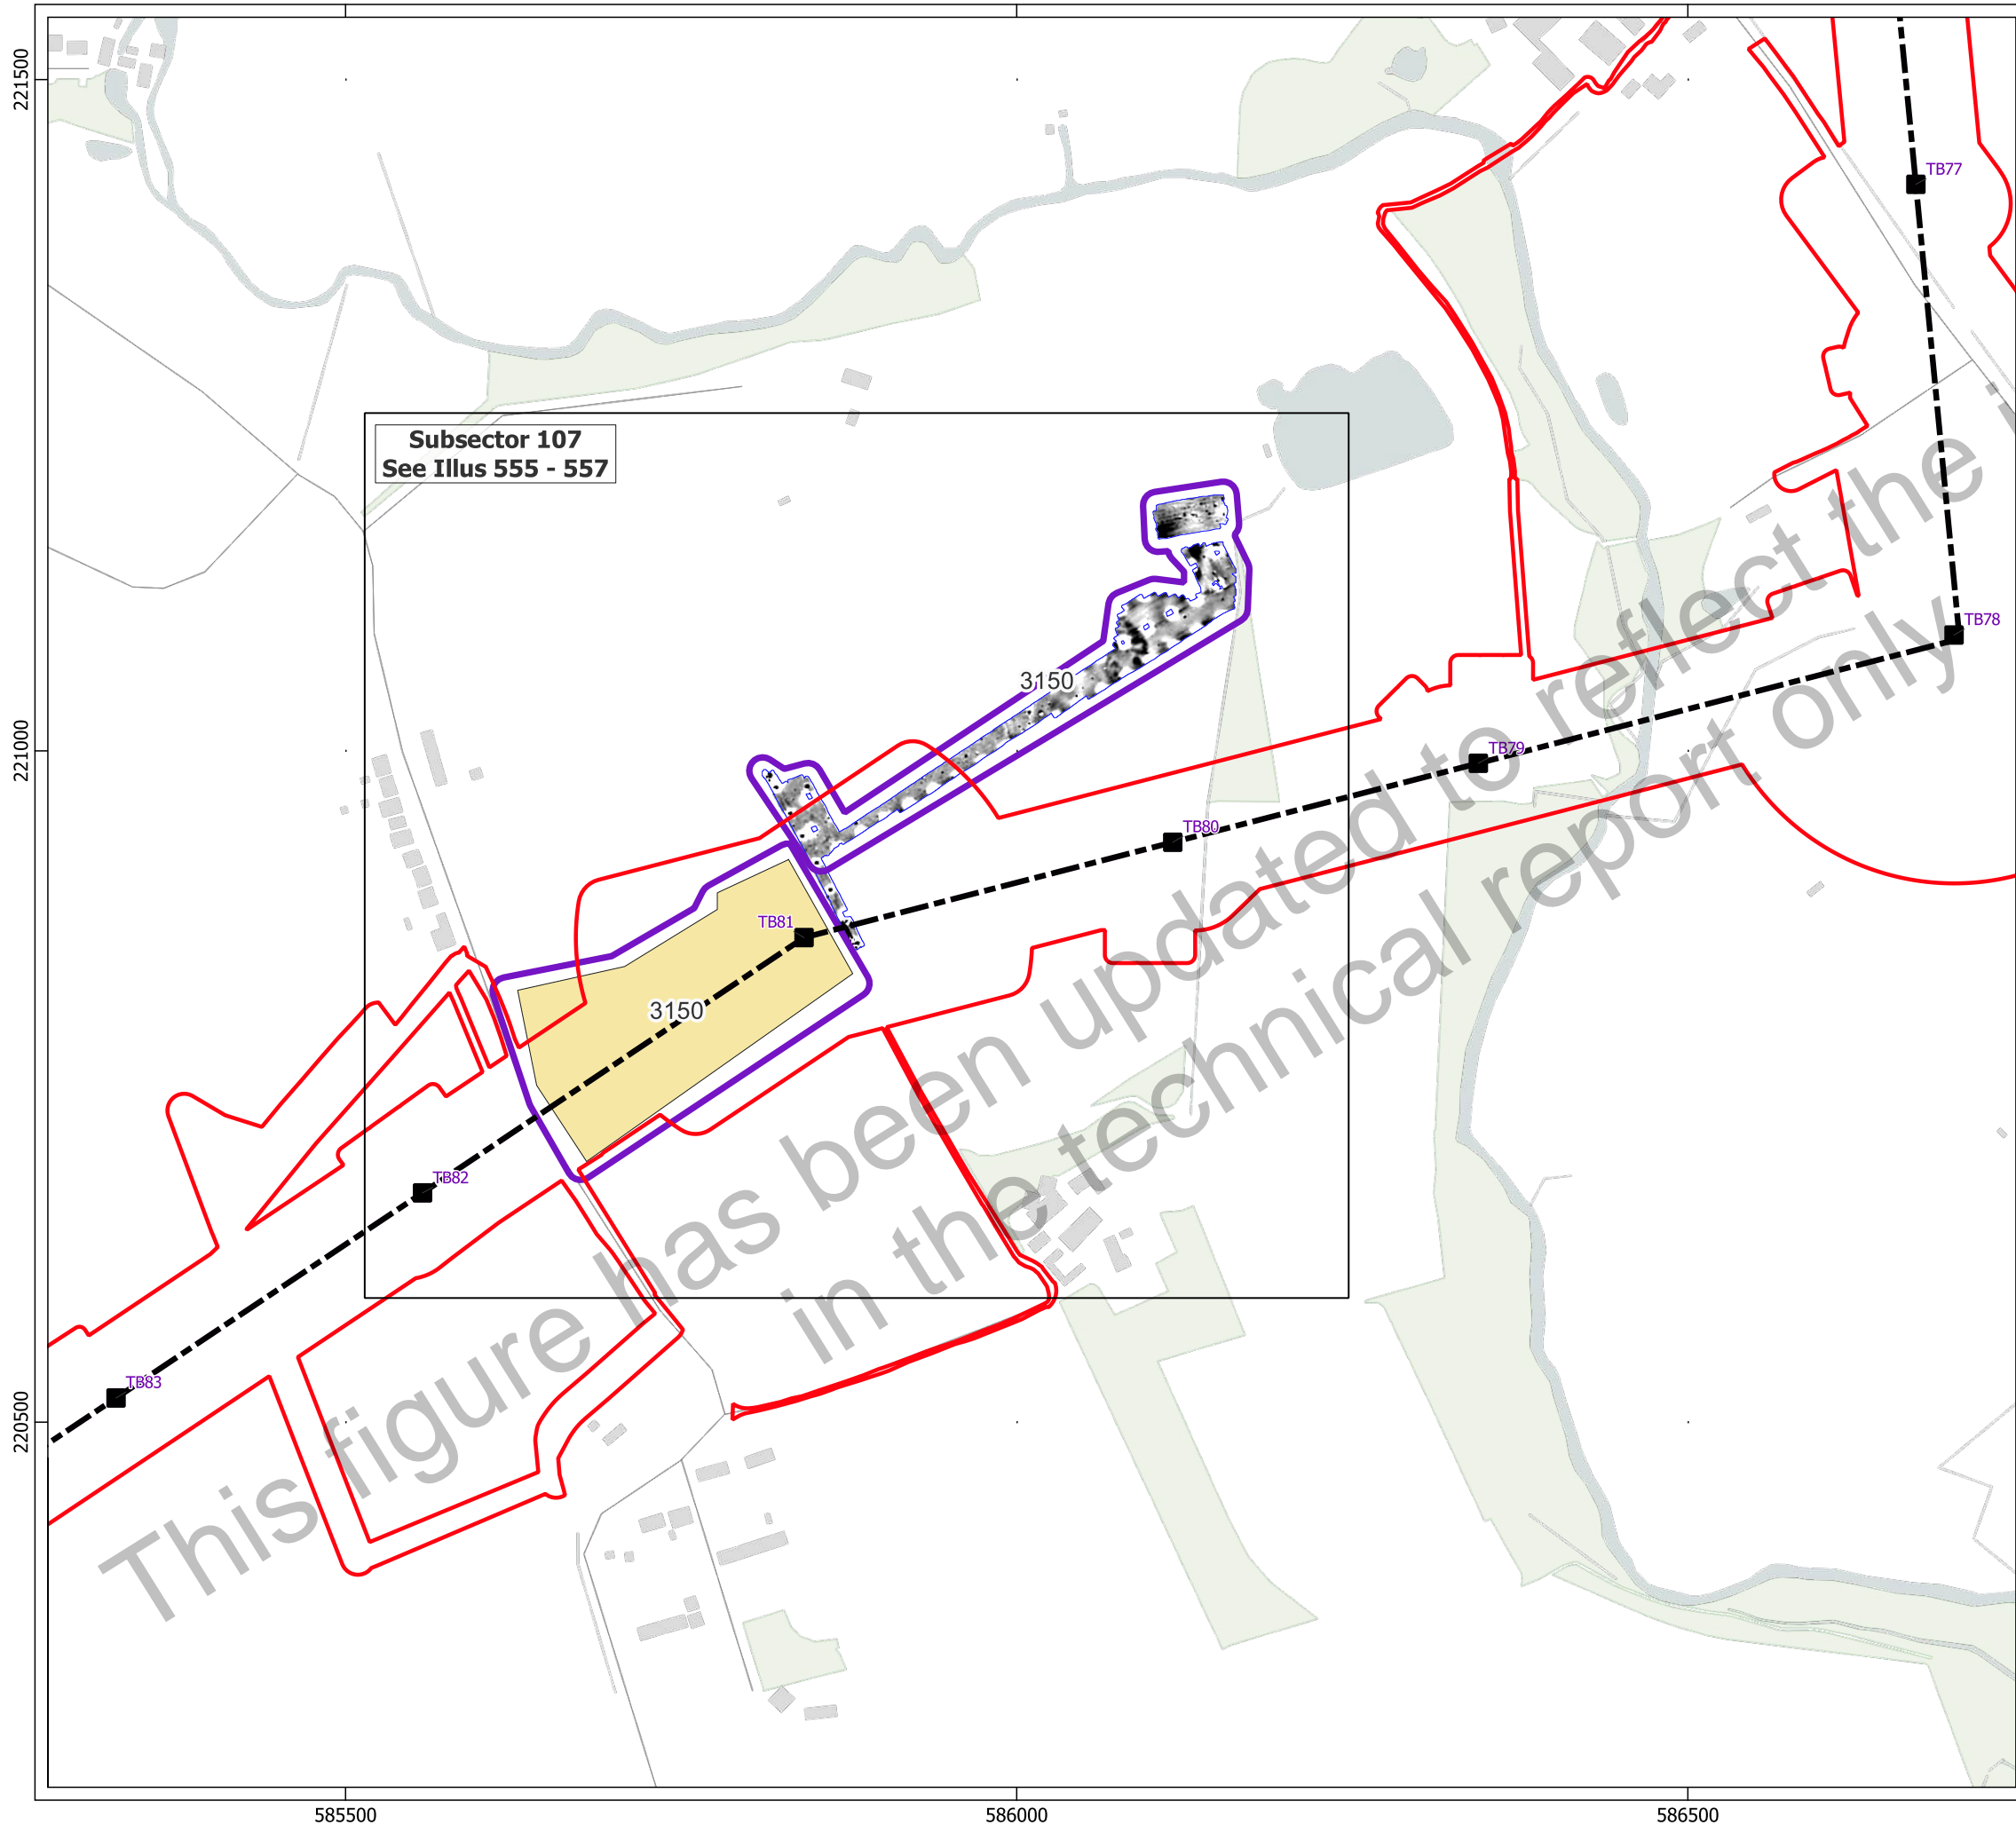 221500
221000
220500
Subsector 107
See Illus 555 - 557
TB77
TB78
3150
TB79
TB80
TB81
3150
TB82
TB83
This figure has been updated to reflect the
in the technical report only
585500
586000
586500